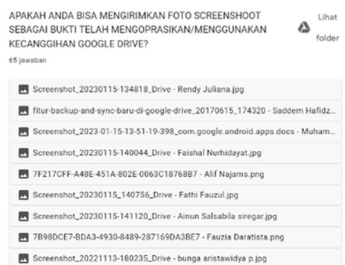 APAKAH ANDA BISA MENGIRIMKAN FOTO SCREENSHOOT
SEBAGAI BUKTI TELAH MENGOPRASIKAN/MENGGUNAKAN
KECANGGIHAN GOOGLE DRIVE?
Lihat
folder
65 jawaban
Screenshot_20230115-134818_Drive - Rendy Juliana.jpg
fitur-backup-and-sync-baru-di-google-drive_20170615_174320 - Saddem Hafidz...
Screenshot_2023-01-15-13-51-19-398_com.google.android.apps.docs - Muham...
Screenshot_20230115-140044_Drive - Faishal Nurhidayat.jpg
7F217CFF-A48E-451A-802E-0063C18768B7 - Alif Najams.png
Screenshot_20230115_140756_Drive - Fathi Fauzul.jpg
Screenshot_20230115-141120_Drive - Ainun Salsabila siregar.jpg
7B98DCE7-BDA3-4930-8489-287169DA3BE7 - Fauzia Daratista.png
Screenshot_20221113-180235_Drive - bunga aristawidya p.jpg